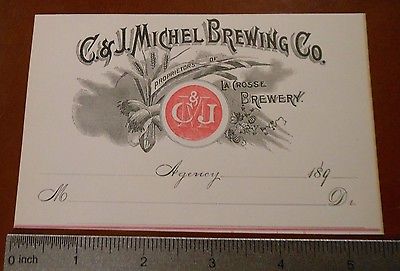 C. & J. MICHEL BREWING CO.
PROPRIETORS OF
LA CROSSE
BREWERY.
C&J
M
Agency 189
M Dr.
0 inch 1 2 3 4 5